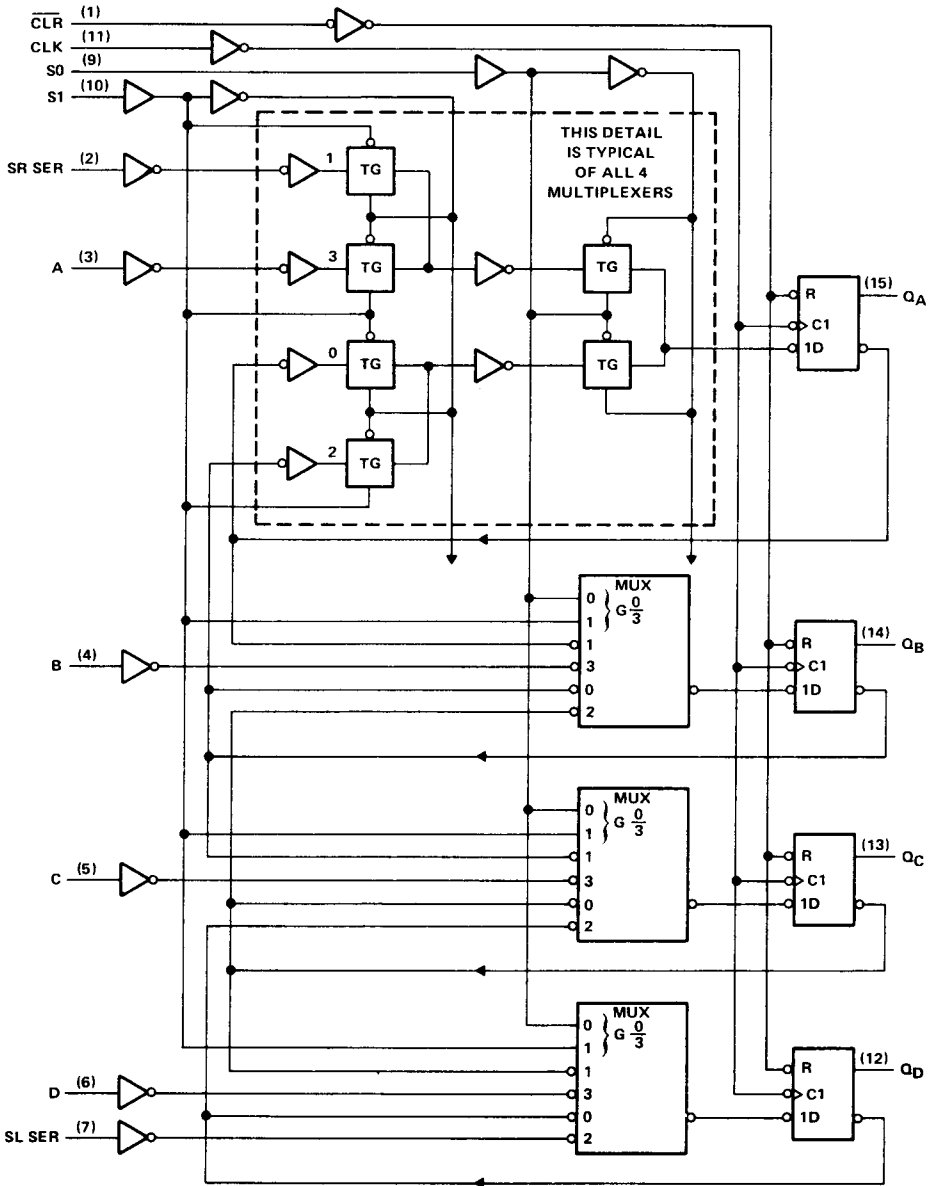 CLR (1)
CLK (11)
S0 (9)
S1 (10)
THIS DETAIL
IS TYPICAL
OF ALL 4
MULTIPLEXERS
SR SER (2)
1
TG
A (3)
3
TG
TG
(15)
QA
R
C1
1D
0
TG
TG
2
TG
MUX
0
1
G 0/3
1
3
0
2
B (4)
(14)
QB
R
C1
1D
MUX
0
1
G 0/3
1
3
0
2
C (5)
(13)
QC
R
C1
1D
MUX
0
1
G 0/3
1
3
0
2
D (6)
SL SER (7)
(12)
QD
R
C1
1D